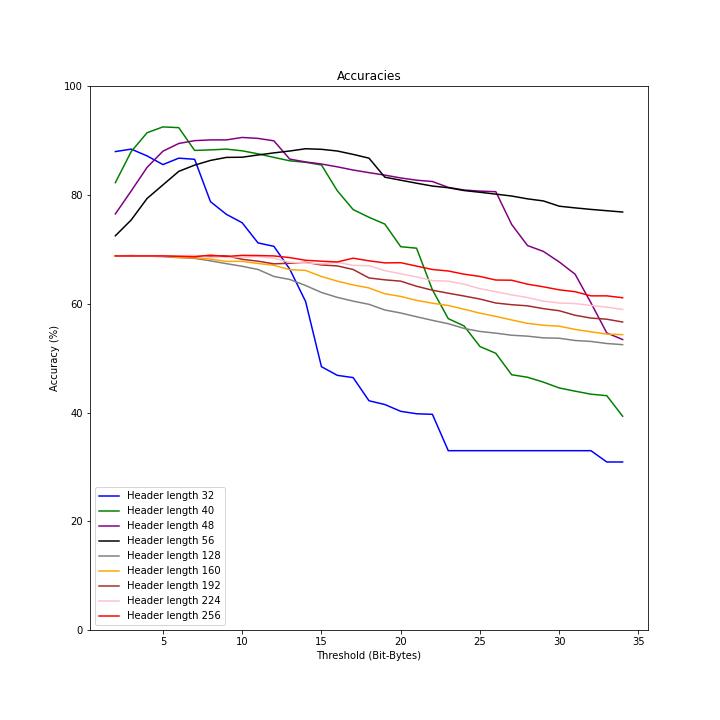 Accuracies
100
80
60
40
20
0
Accuracy (%)
Header length 32
Header length 40
Header length 48
Header length 56
Header length 128
Header length 160
Header length 192
Header length 224
Header length 256
5 10 15 20 25 30 35
Threshold (Bit-Bytes)